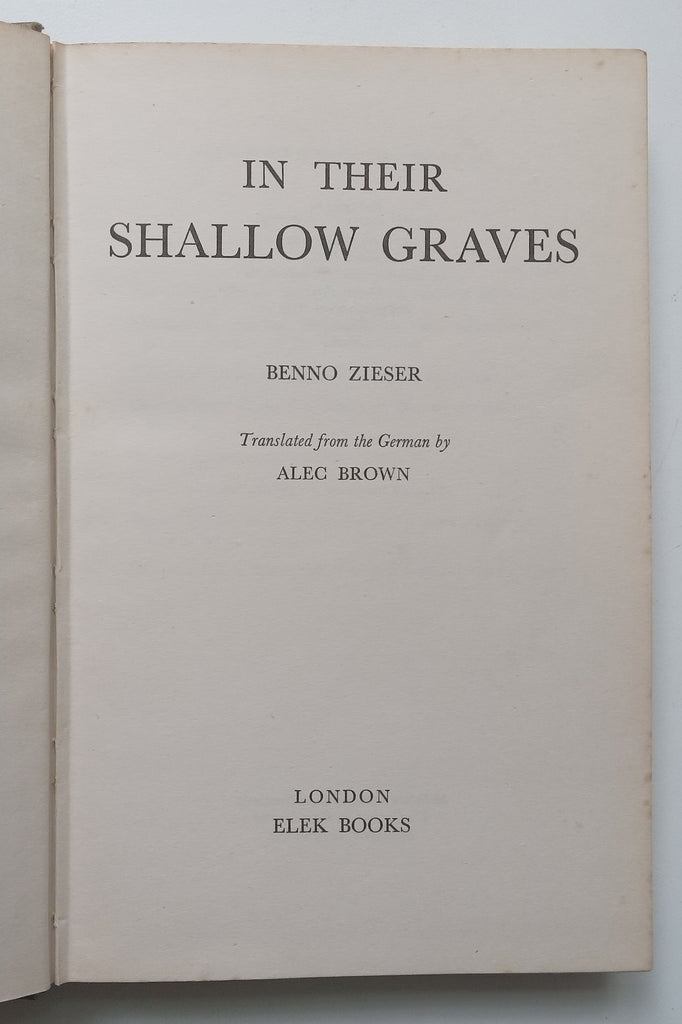 IN THEIR
SHALLOW GRAVES
BENNO ZIESER
Translated from the German by
ALEC BROWN
LONDON
ELEK BOOKS